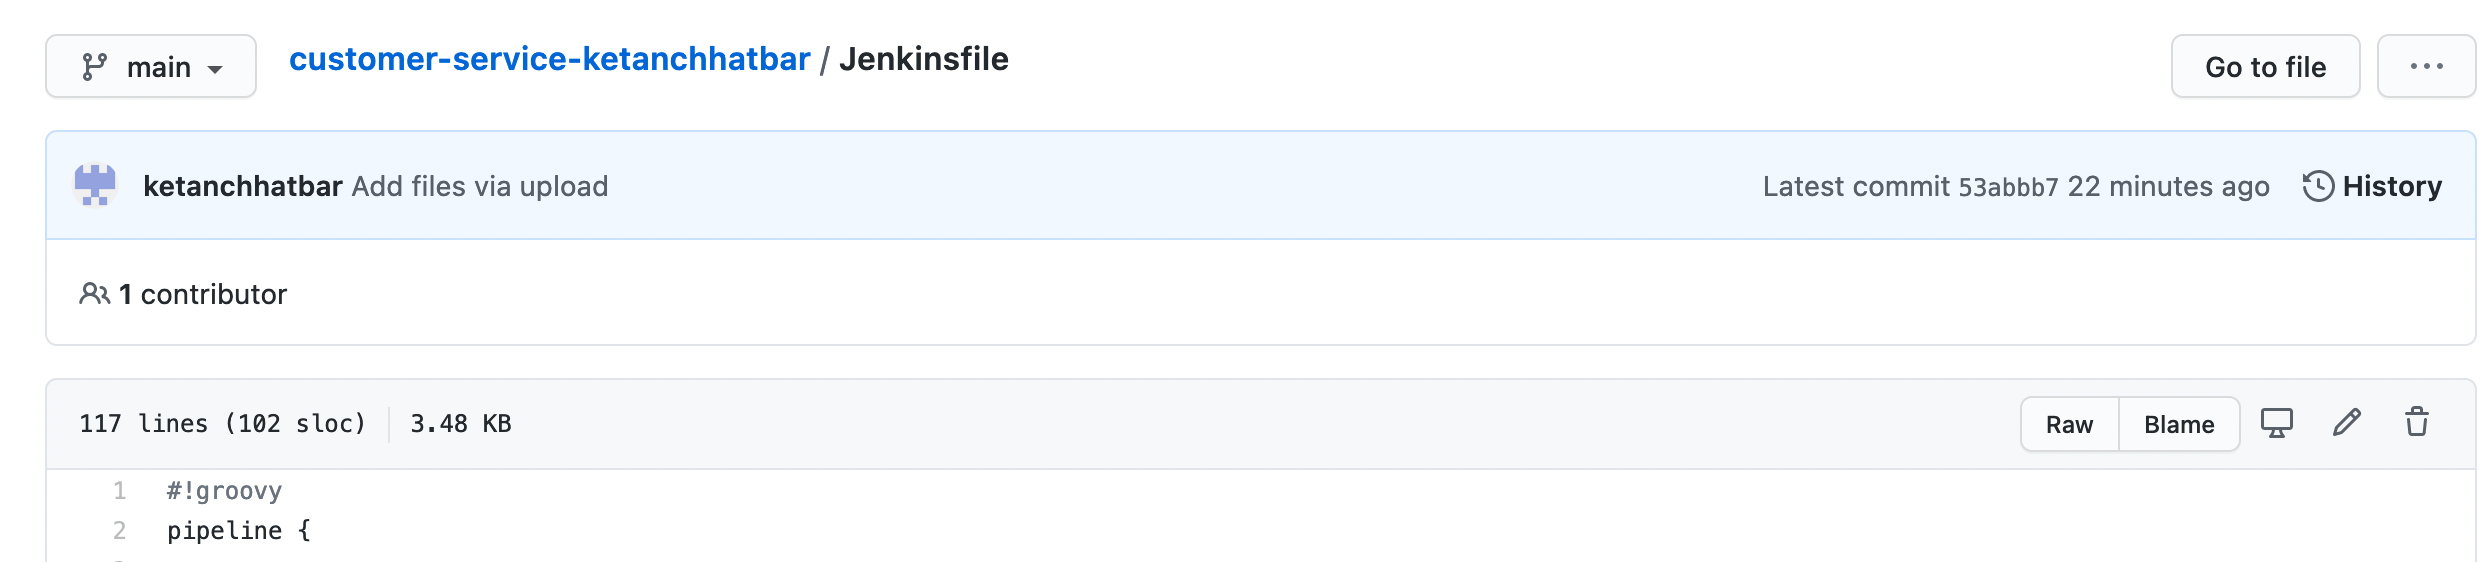 main
customer-service-ketanchhatbar / Jenkinsfile
Go to file
ketanchhatbar Add files via upload
Latest commit 53abbb7 22 minutes ago
History
1 contributor
117 lines (102 sloc)
3.48 KB
Raw
Blame
1 #!groovy
2 pipeline {